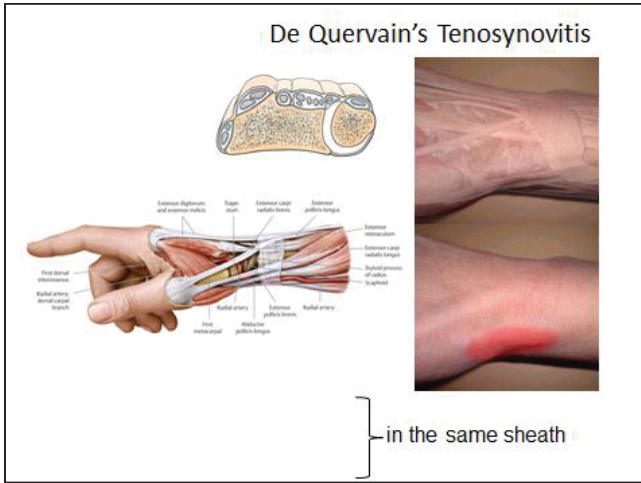 De Quervain's Tenosynovitis
Extensor digitorum
and extensor indicis
Trape-
zium
Extensor carpi
radialis brevis
Extensor
pollicis longus
Extensor
retinaculum
Extensor carpi
radialis longus
Styloid process
of radius
Scaphoid
First dorsal
interosseous
Radial artery,
dorsal carpal
branch
First
metacarpal
Radial artery
Abductor
pollicis longus
Extensor
pollicis brevis
Radial artery
in the same sheath